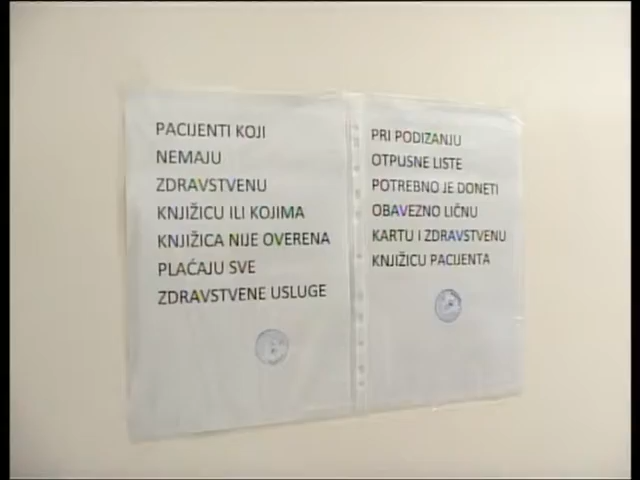 PACIJENTI KOJI
NEMAJU
ZDRAVSTVENU
KNJIŽICU ILI KOJIMA
KNJIŽICA NIJE OVERENA
PLAĆAJU SVE
ZDRAVSTVENE USLUGE
PRI PODIZANJU
OTPUSNE LISTE
POTREBNO JE DONETI
OBAVEZNO LIČNU
KARTU I ZDRAVSTVENU
KNJIŽICU PACIJENTA